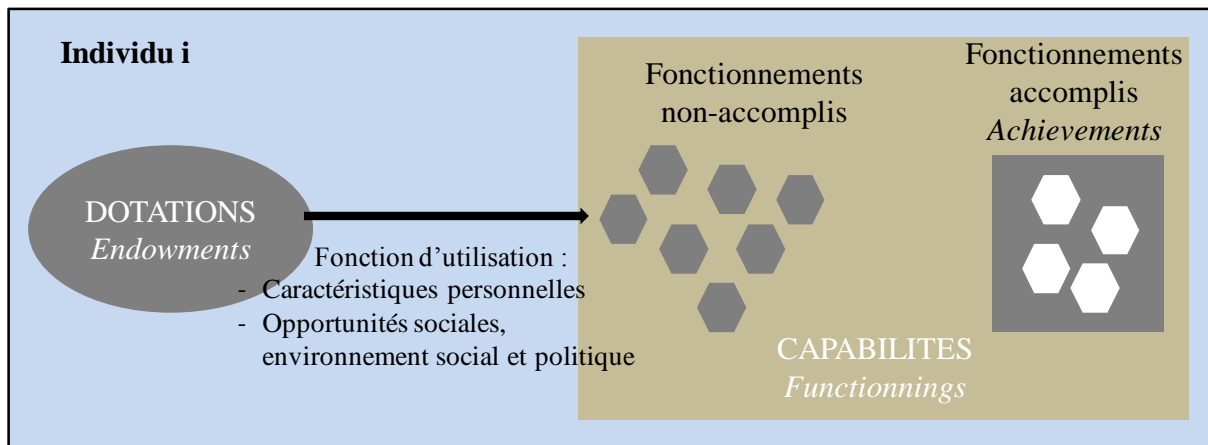 Individu i
DOTATIONS
Endowments
Fonction d’utilisation :
- Caractéristiques personnelles
- Opportunités sociales,
environnement social et politique
Fonctionnements
non-accomplis
Fonctionnements
accomplis
Achievements
CAPABILITES
Functionnings